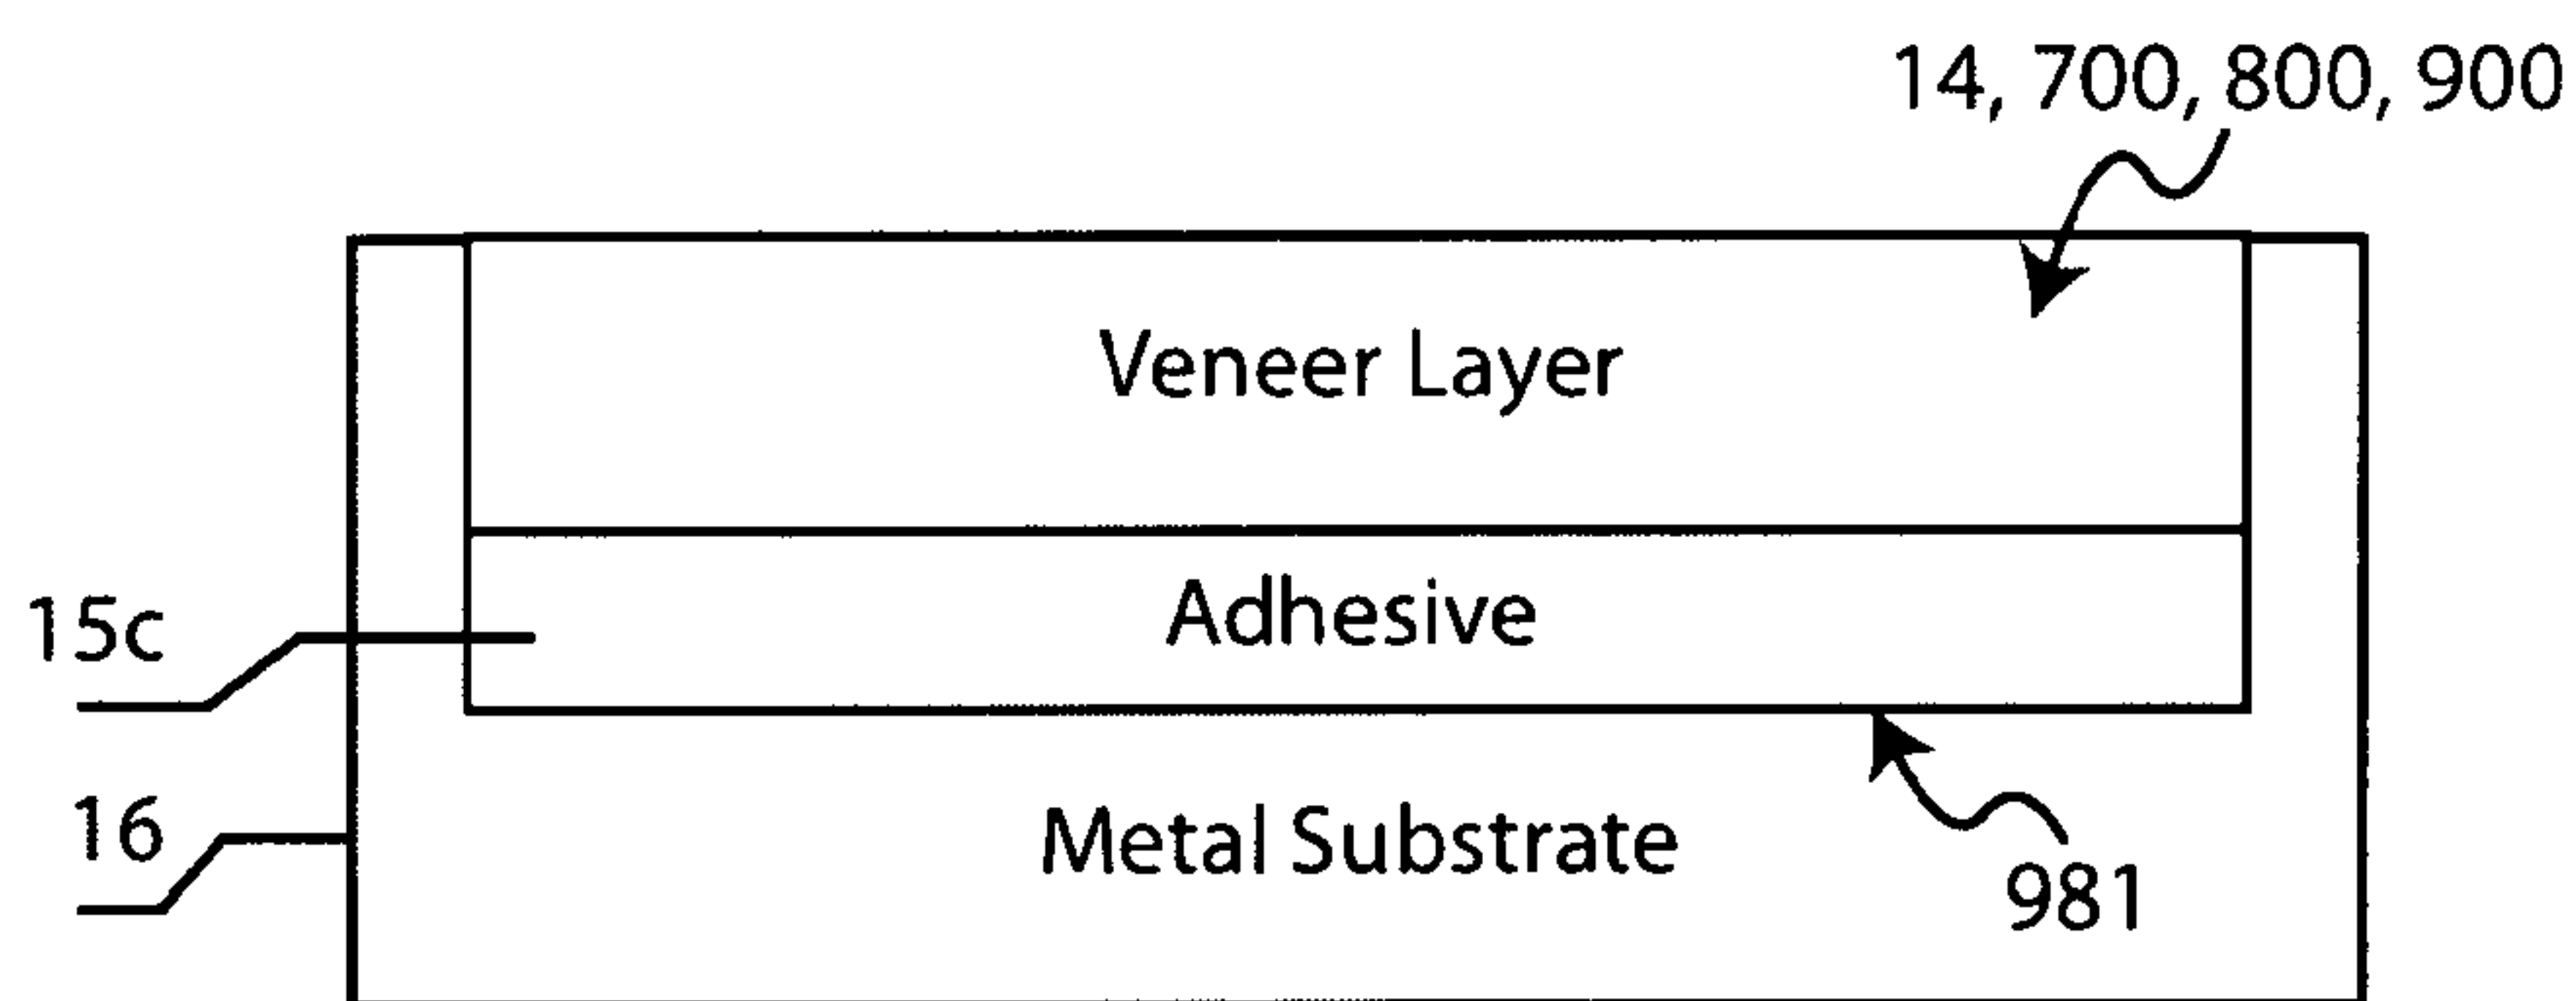 14, 700, 800, 900
Veneer Layer
15c
Adhesive
16
Metal Substrate
981